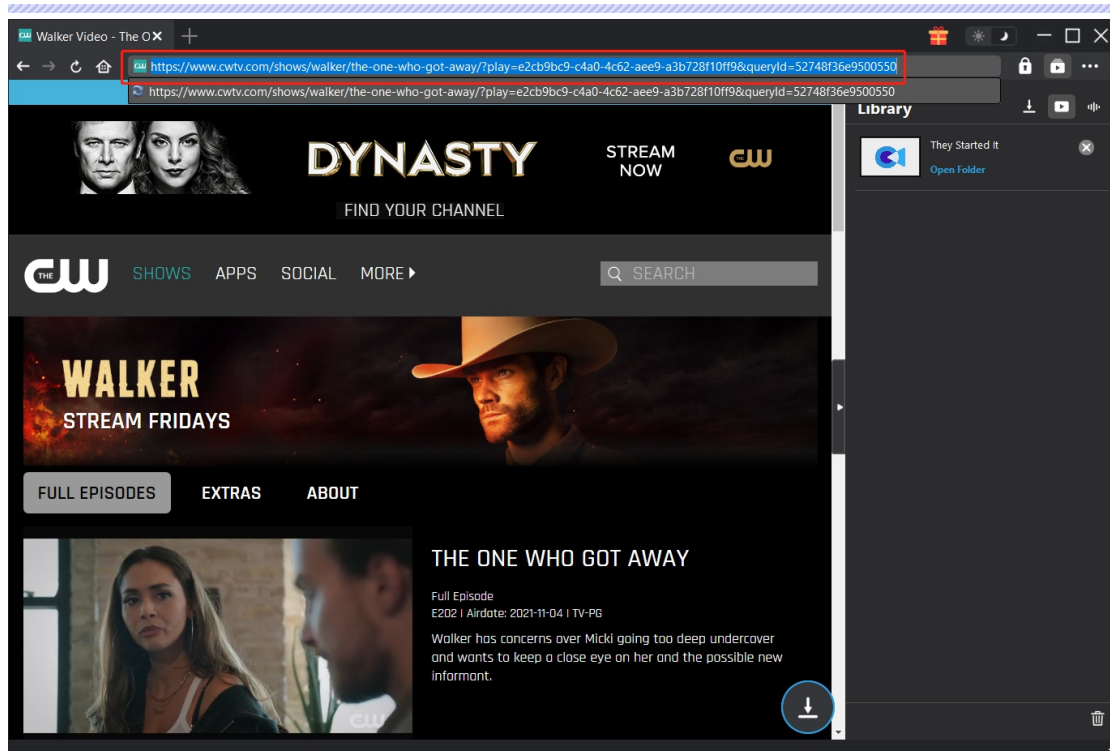 Walker Video - The O
https://www.cwtv.com/shows/walker/the-one-who-got-away/?play=e2cb9bc9-c4a0-4c62-aee9-a3b728f10ff9&queryId=52748f36e9500550
https://www.cwtv.com/shows/walker/the-one-who-got-away/?play=e2cb9bc9-c4a0-4c62-aee9-a3b728f10ff9&queryId=52748f36e9500550
Library
They Started It
Open Folder
DYNASTY
STREAM
NOW
THE CW
FIND YOUR CHANNEL
THE CW
SHOWS APPS SOCIAL MORE
SEARCH
WALKER
STREAM FRIDAYS
FULL EPISODES EXTRAS ABOUT
THE ONE WHO GOT AWAY
Full Episode
E202 | Airdate: 2021-11-04 | TV-PG
Walker has concerns over Micki going too deep undercover
and wants to keep a close eye on her and the possible new
informant.
CW